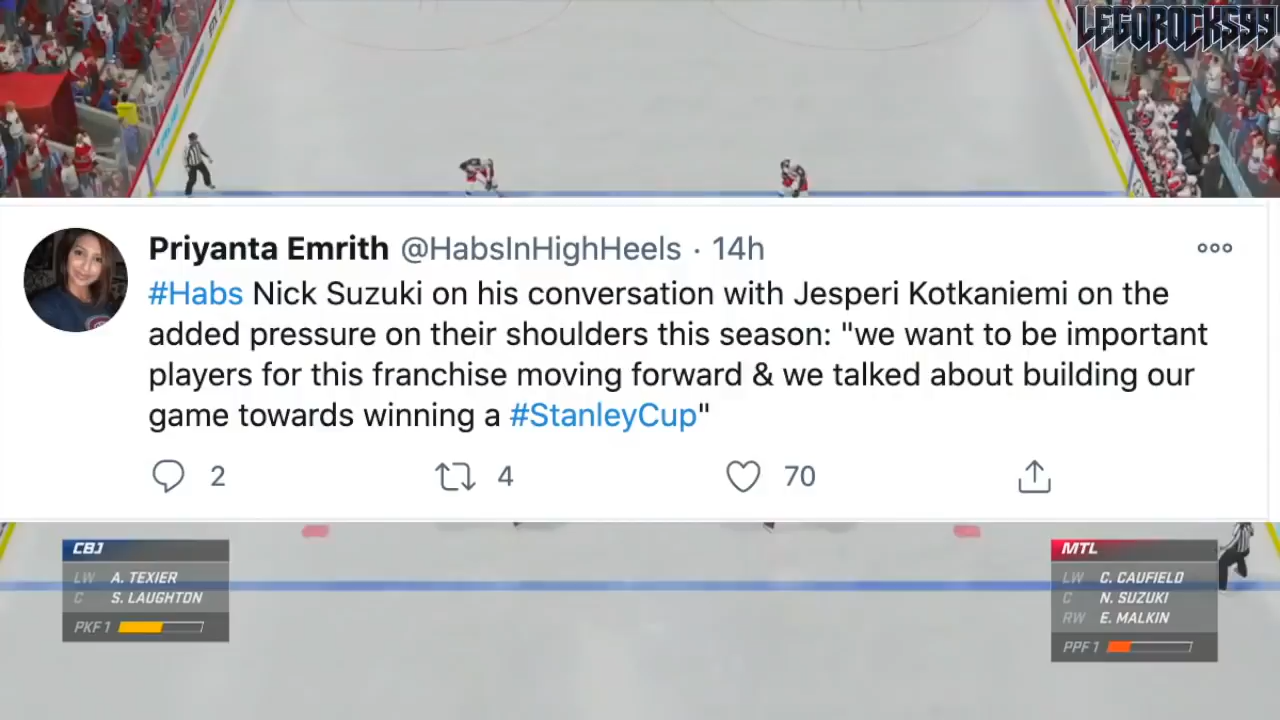 LEGOROCKS99
Priyanta Emrith @HabsInHighHeels · 14h
#Habs Nick Suzuki on his conversation with Jesperi Kotkaniemi on the
added pressure on their shoulders this season: "we want to be important
players for this franchise moving forward & we talked about building our
game towards winning a #StanleyCup"
2 4 70
CBJ
LW A. TEXIER
C S. LAUGHTON
PKF 1
MTL
LW C. CAUFIELD
C N. SUZUKI
RW E. MALKIN
PPF 1